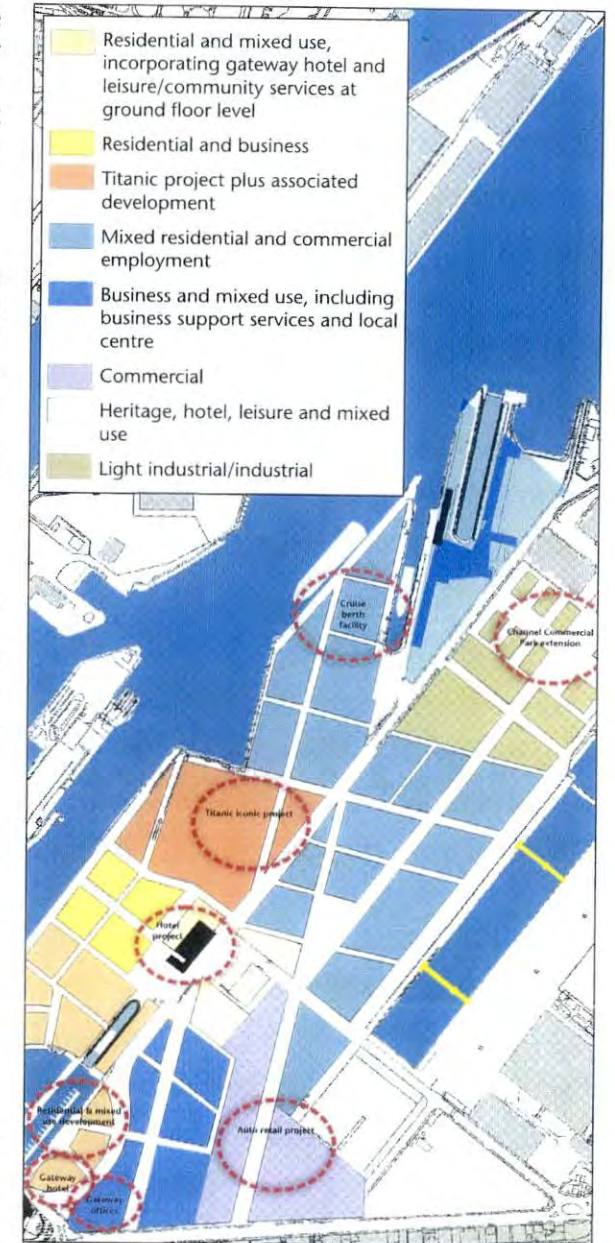 Residential and mixed use,
incorporating gateway hotel and
leisure/community services at
ground floor level
Residential and business
Titanic project plus associated
development
Mixed residential and commercial
employment
Business and mixed use, including
business support services and local
centre
Commercial
Heritage, hotel, leisure and mixed
use
Light industrial/industrial
Cruise
berth
facility
Channel Commercial
Park extension
Titanic iconic project
Hotel
project
Residential & mixed
use development
Auto retail project
Gateway
hotel
Gateway
offices